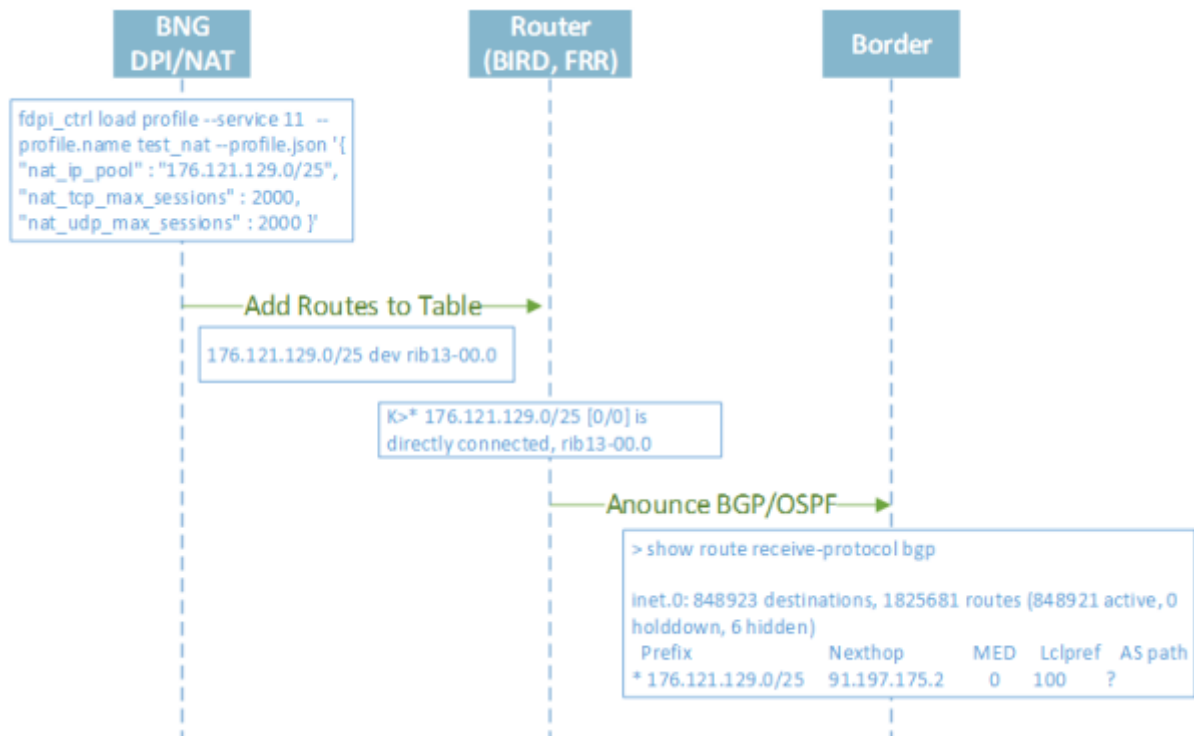 BNG
DPI/NAT
Router
(BIRD, FRR)
Border
fdpi_ctrl load profile --service 11 --
profile.name test_nat --profile.json '{
"nat_ip_pool" : "176.121.129.0/25",
"nat_tcp_max_sessions" : 2000,
"nat_udp_max_sessions" : 2000 }'
Add Routes to Table
176.121.129.0/25 dev rib13-00.0
K>* 176.121.129.0/25 [0/0] is
directly connected, rib13-00.0
Anounce BGP/OSPF
> show route receive-protocol bgp
inet.0: 848923 destinations, 1825681 routes (848921 active, 0
holddown, 6 hidden)
Prefix Nexthop MED Lclpref AS path
* 176.121.129.0/25 91.197.175.2 0 100 ?